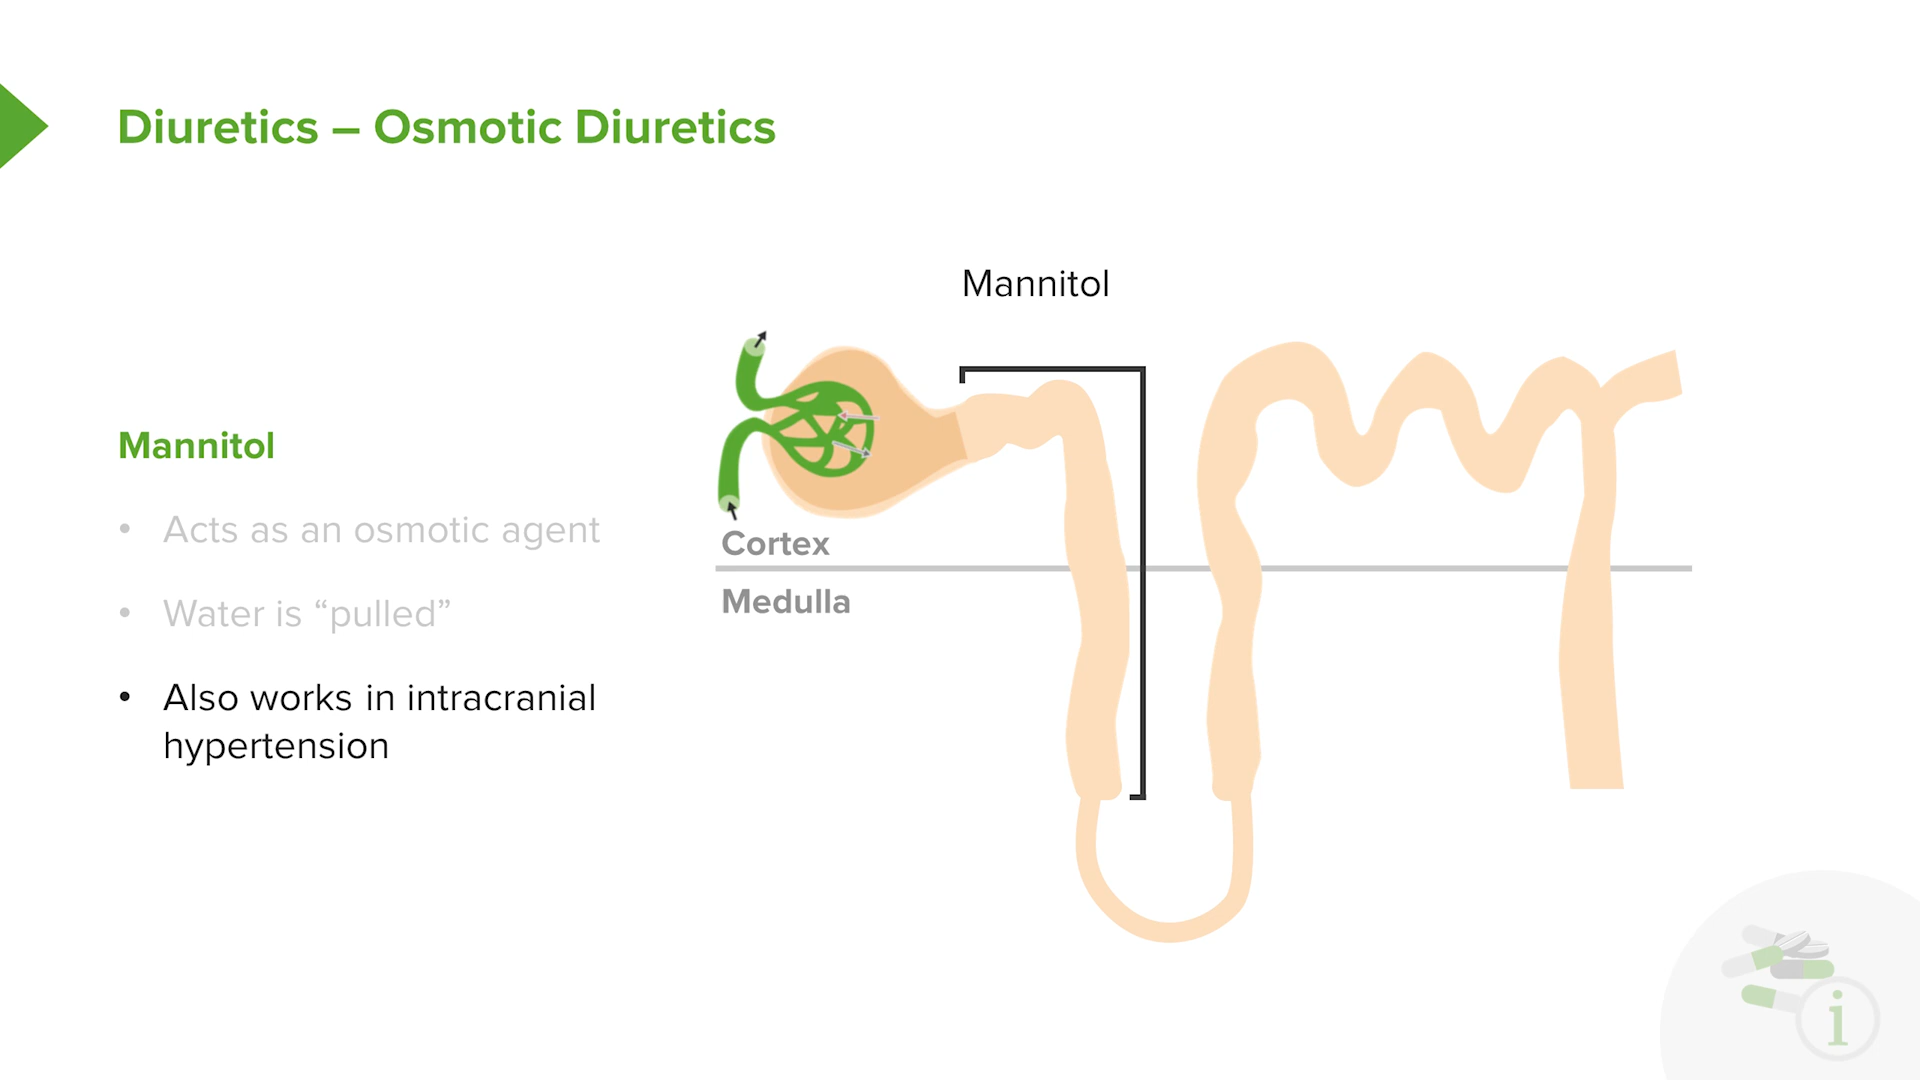 Diuretics – Osmotic Diuretics
Mannitol
Mannitol
• Acts as an osmotic agent
• Water is “pulled”
• Also works in intracranial
hypertension
Cortex
Medulla
i